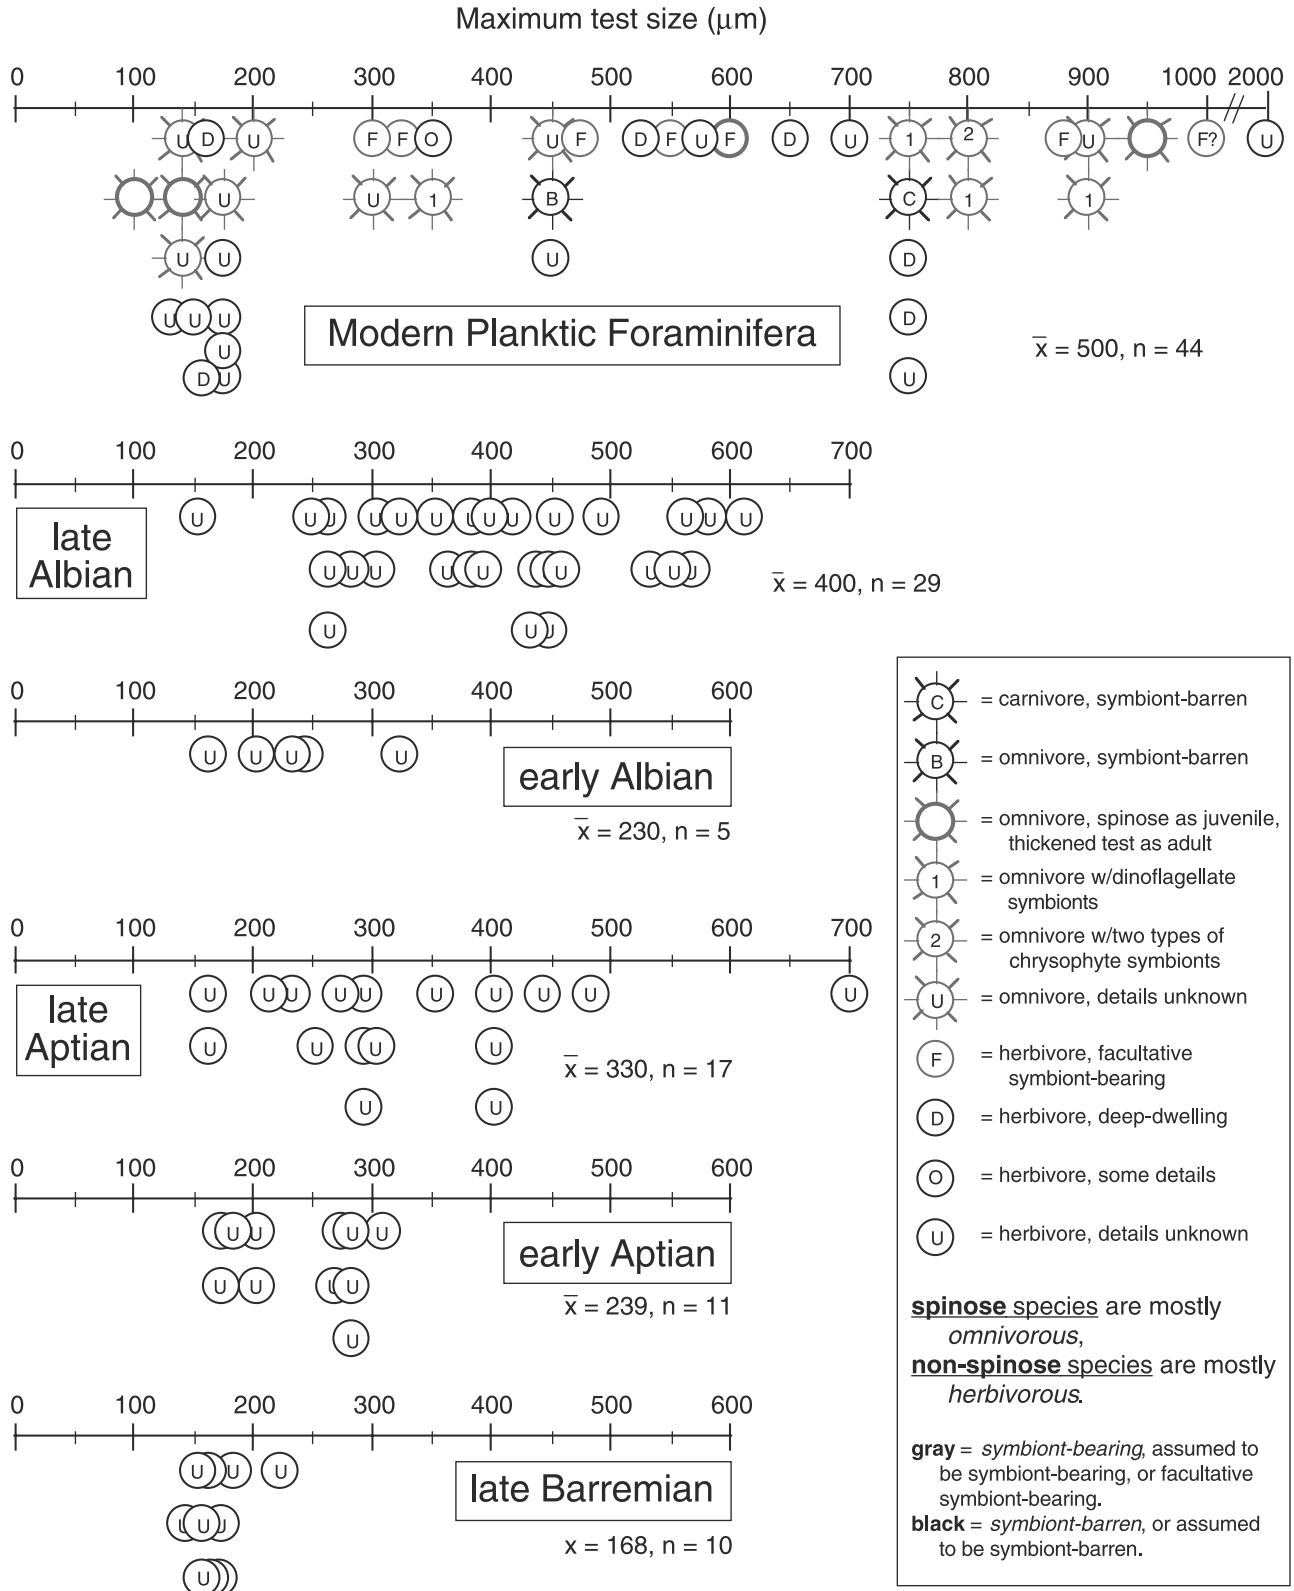 Maximum test size (μm)
0 100 200 300 400 500 600 700 800 900 1000 2000
U D U F F O U F D F U F D U 1 2 F U F? U
U U 1 B C 1 1
U U U D
U U U D
U
D U U
Modern Planktic Foraminifera
x̅ = 500, n = 44
0 100 200 300 400 500 600 700
U U U U U U U U U U U U U U
late
Albian
U U U U U U U U U U U U
x̅ = 400, n = 29
U U U
0 100 200 300 400 500 600
U U U U
early Albian
x̅ = 230, n = 5
0 100 200 300 400 500 600 700
U U U U U U U U U U
late
Aptian
U U U U
x̅ = 330, n = 17
U U
0 100 200 300 400 500 600
U U U U
early Aptian
U U U U
x̅ = 239, n = 11
U
0 100 200 300 400 500 600
U U U
late Barremian
U U U
x = 168, n = 10
U
C = carnivore, symbiont-barren
B = omnivore, symbiont-barren
= omnivore, spinose as juvenile,
thickened test as adult
1 = omnivore w/dinoflagellate
symbionts
2 = omnivore w/two types of
chrysophyte symbionts
U = omnivore, details unknown
F = herbivore, facultative
symbiont-bearing
D = herbivore, deep-dwelling
O = herbivore, some details
U = herbivore, details unknown
spinose species are mostly
omnivorous,
non-spinose species are mostly
herbivorous.
gray = symbiont-bearing, assumed to
be symbiont-bearing, or facultative
symbiont-bearing.
black = symbiont-barren, or assumed
to be symbiont-barren.